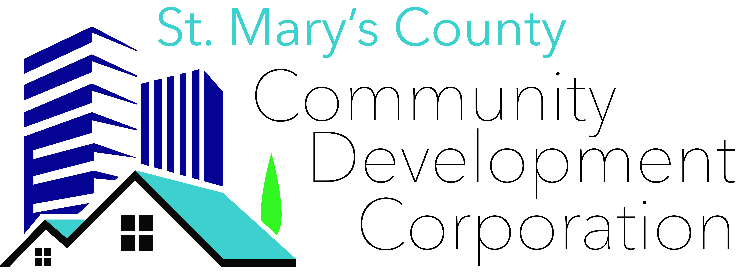 St. Mary's County
Community
Development
Corporation